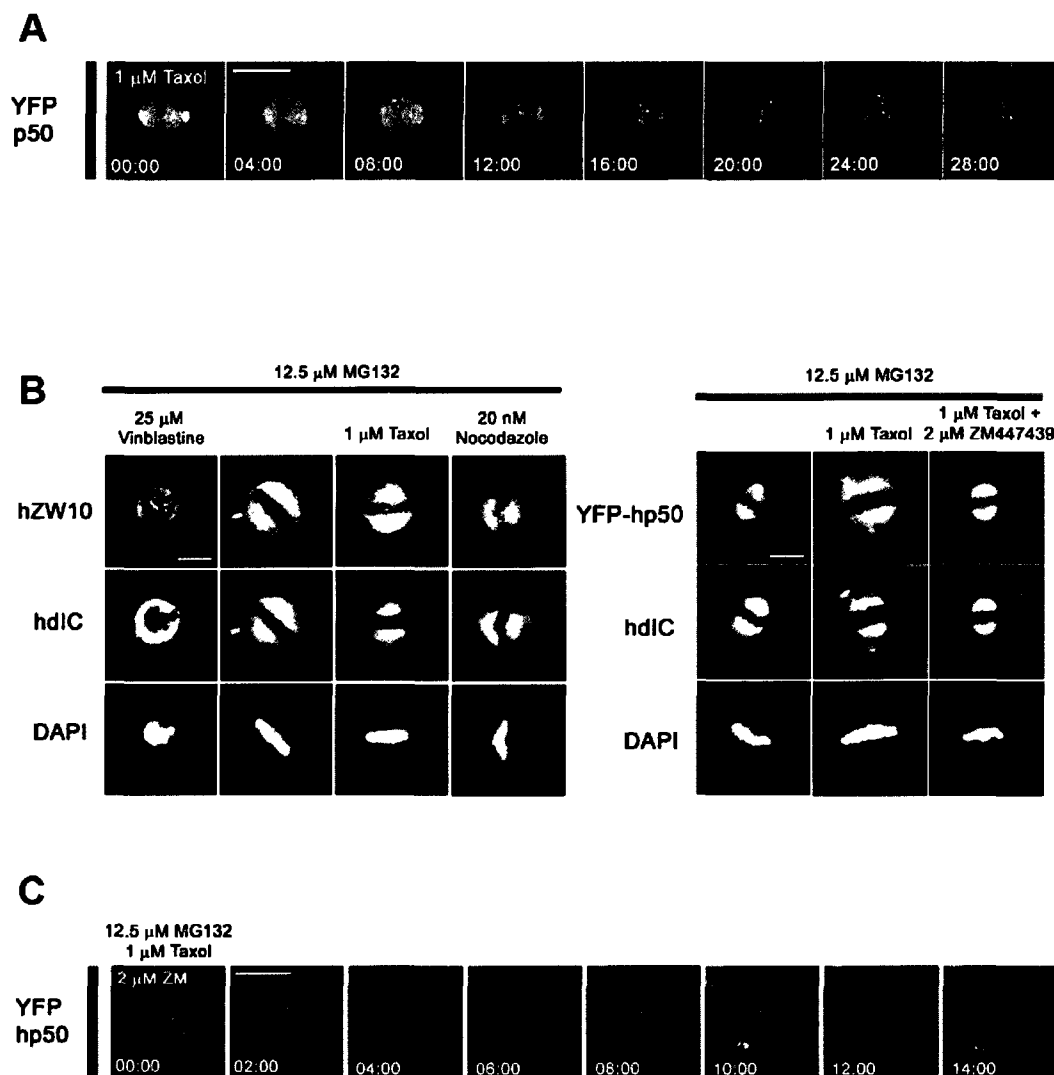 A
YFP
p50
1 μM Taxol
00:00
04:00
08:00
12:00
16:00
20:00
24:00
28:00
B
12.5 μM MG132
25 μM
Vinblastine
1 μM Taxol
20 nM
Nocodazole
hZW10
hdIC
DAPI
12.5 μM MG132
1 μM Taxol
1 μM Taxol +
2 μM ZM447439
YFP-hp50
hdIC
DAPI
C
12.5 μM MG132
1 μM Taxol
YFP
hp50
2 μM ZM
00:00
02:00
04:00
06:00
08:00
10:00
12:00
14:00